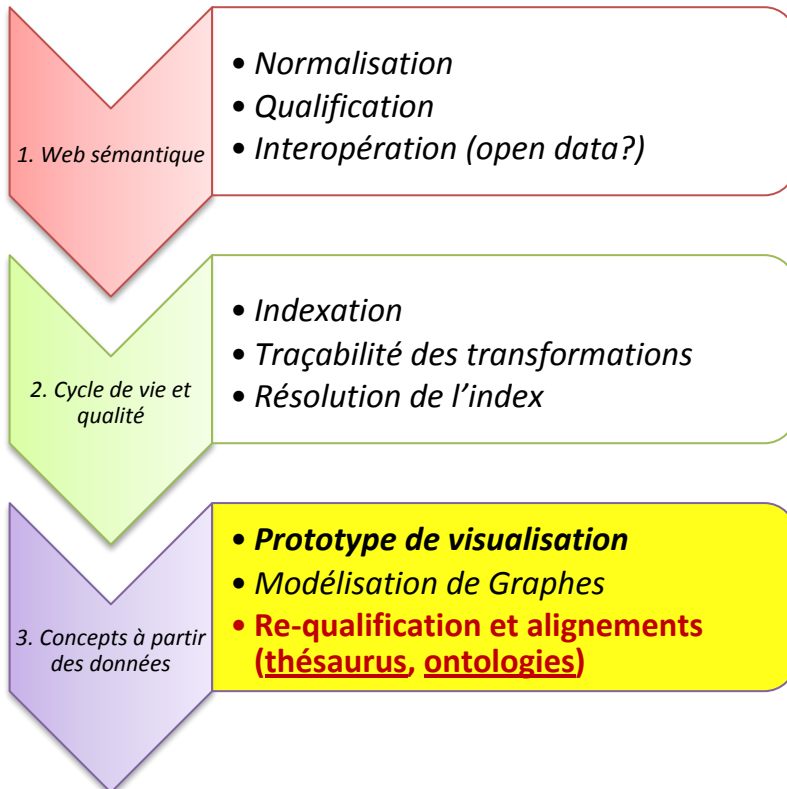 1. Web sémantique
• Normalisation
• Qualification
• Interopération (open data?)
2. Cycle de vie et
qualité
• Indexation
• Traçabilité des transformations
• Résolution de l'index
3. Concepts à partir
des données
• Prototype de visualisation
• Modélisation de Graphes
• Re-qualification et alignements
(thésaurus, ontologies)